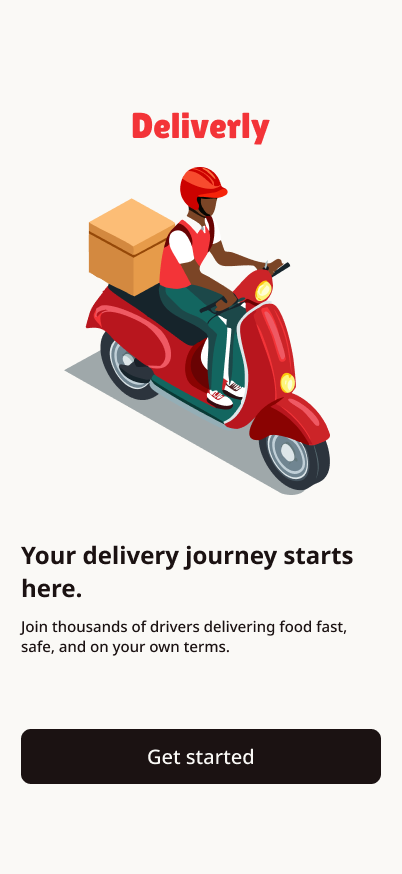 Deliverly
Your delivery journey starts
here.
Join thousands of drivers delivering food fast,
safe, and on your own terms.
Get started